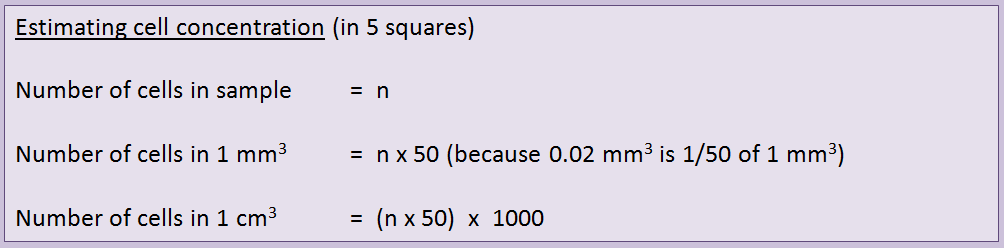 Estimating cell concentration (in 5 squares)
Number of cells in sample = n
Number of cells in 1 mm³ = n x 50 (because 0.02 mm³ is 1/50 of 1 mm³)
Number of cells in 1 cm³ = (n x 50) x 1000